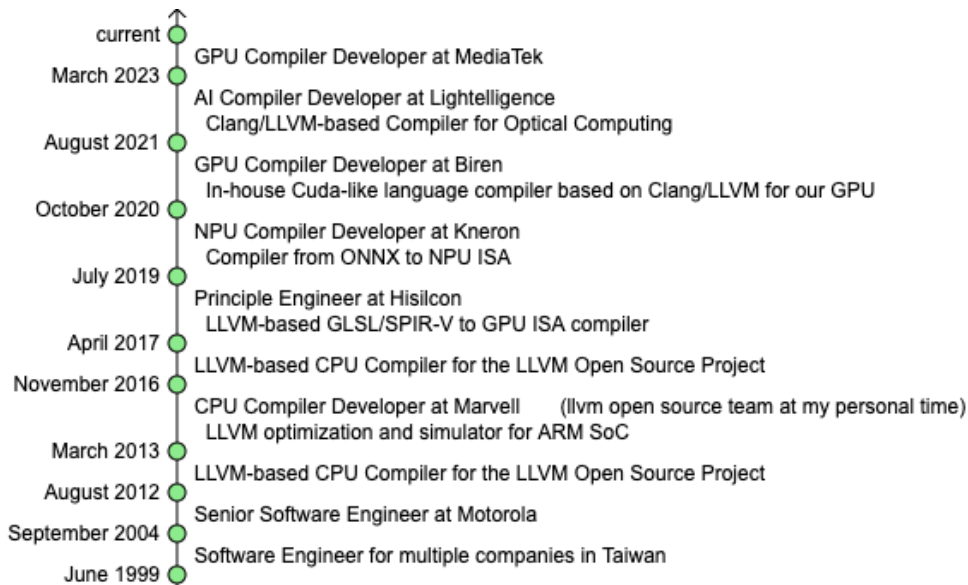 current
GPU Compiler Developer at MediaTek
March 2023
AI Compiler Developer at Lightelligence
Clang/LLVM-based Compiler for Optical Computing
August 2021
GPU Compiler Developer at Biren
In-house Cuda-like language compiler based on Clang/LLVM for our GPU
October 2020
NPU Compiler Developer at Kneron
Compiler from ONNX to NPU ISA
July 2019
Principle Engineer at Hisilcon
LLVM-based GLSL/SPIR-V to GPU ISA compiler
April 2017
LLVM-based CPU Compiler for the LLVM Open Source Project
November 2016
CPU Compiler Developer at Marvell (llvm open source team at my personal time)
LLVM optimization and simulator for ARM SoC
March 2013
LLVM-based CPU Compiler for the LLVM Open Source Project
August 2012
Senior Software Engineer at Motorola
September 2004
Software Engineer for multiple companies in Taiwan
June 1999